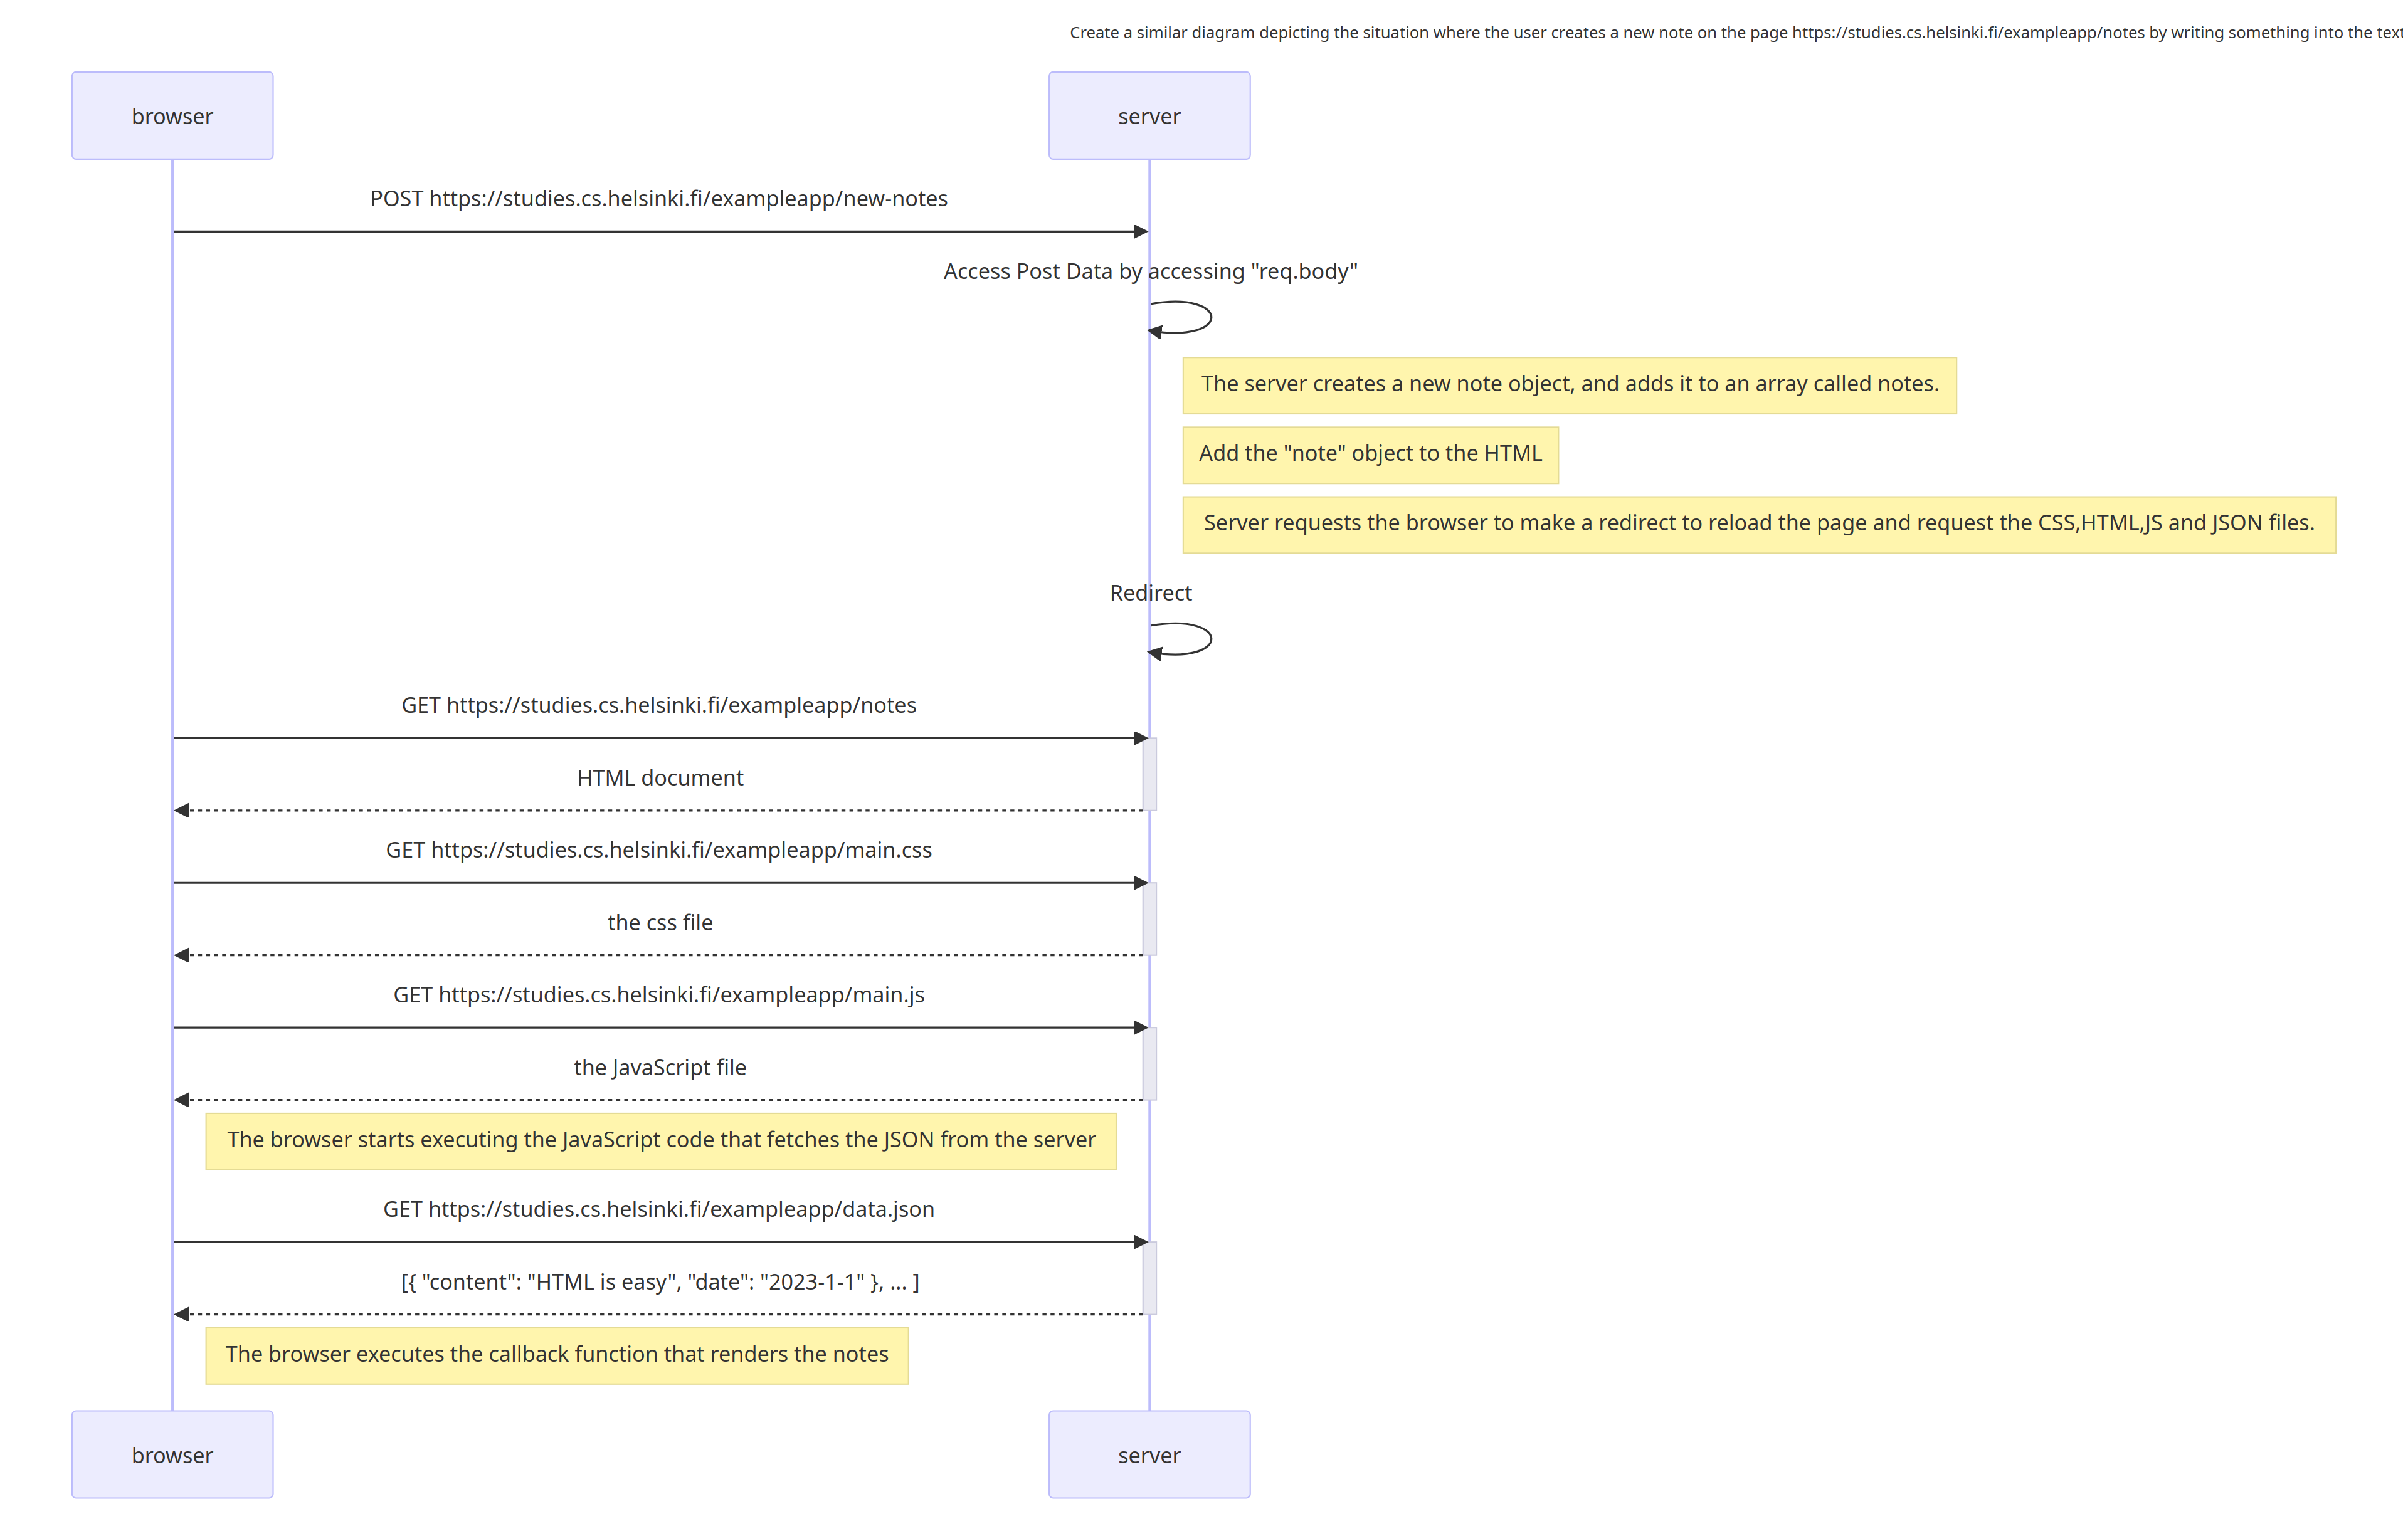 Create a similar diagram depicting the situation where the user creates a new note on the page https://studies.cs.helsinki.fi/exampleapp/notes by writing something into the text
browser
server
POST https://studies.cs.helsinki.fi/exampleapp/new-notes
Access Post Data by accessing "req.body"
The server creates a new note object, and adds it to an array called notes.
Add the "note" object to the HTML
Server requests the browser to make a redirect to reload the page and request the CSS,HTML,JS and JSON files.
Redirect
GET https://studies.cs.helsinki.fi/exampleapp/notes
HTML document
GET https://studies.cs.helsinki.fi/exampleapp/main.css
the css file
GET https://studies.cs.helsinki.fi/exampleapp/main.js
the JavaScript file
The browser starts executing the JavaScript code that fetches the JSON from the server
GET https://studies.cs.helsinki.fi/exampleapp/data.json
[{ "content": "HTML is easy", "date": "2023-1-1" }, ... ]
The browser executes the callback function that renders the notes
browser
server